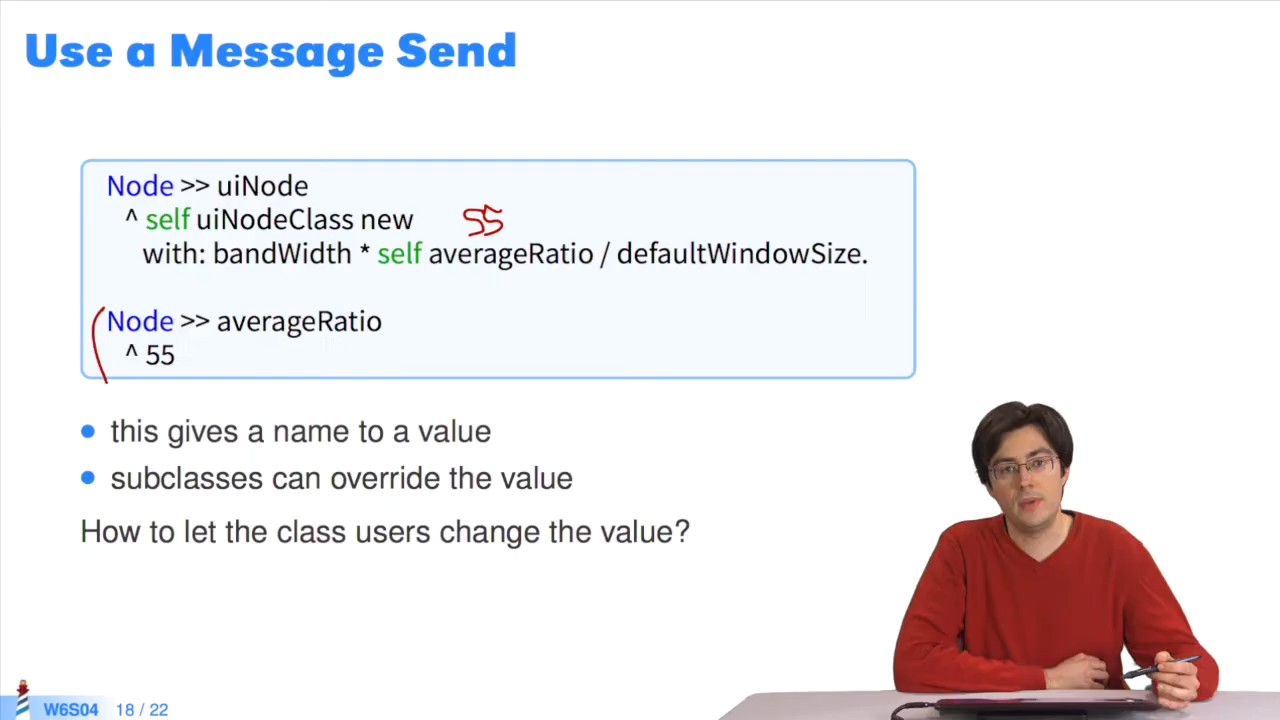 Use a Message Send
Node >> uiNode
^ self uiNodeClass new
55
with: bandWidth * self averageRatio / defaultWindowSize.
Node >> averageRatio
^ 55
• this gives a name to a value
• subclasses can override the value
How to let the class users change the value?
W6S04 18 / 22